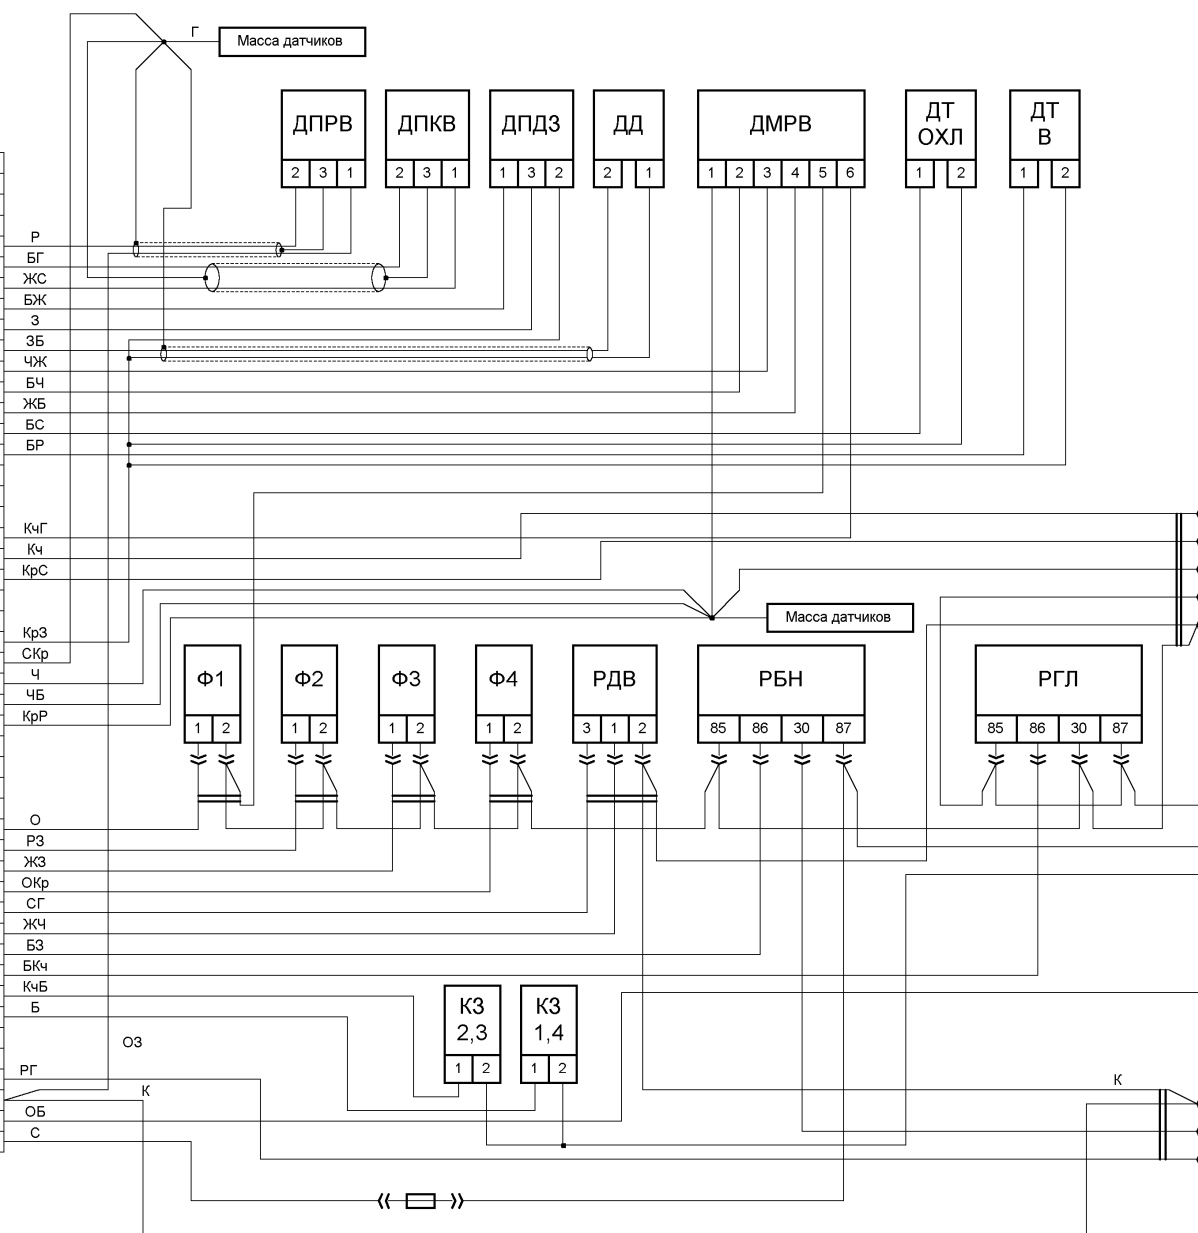 Г
Масса датчиков
ДПРВ
ДПКВ
ДПДЗ
ДД
ДМРВ
ДТ
ОХЛ
ДТ
В
2 3 1
2 3 1
1 3 2
2 1
1 2 3 4 5 6
1 2
1 2
Р
БГ
ЖС
БЖ
З
ЗБ
ЧЖ
БЧ
ЖБ
БС
БР
КчГ
Кч
КрС
КрЗ
СКр
Ч
ЧБ
КрР
Масса датчиков
Ф1
Ф2
Ф3
Ф4
РДВ
РБН
РГЛ
1 2
1 2
1 2
1 2
3 1 2
85 86 30 87
85 86 30 87
О
РЗ
ЖЗ
ОКр
СГ
ЖЧ
БЗ
БКч
КчБ
Б
КЗ
2,3
КЗ
1,4
1 2
1 2
ОЗ
РГ
К
К
ОБ
С